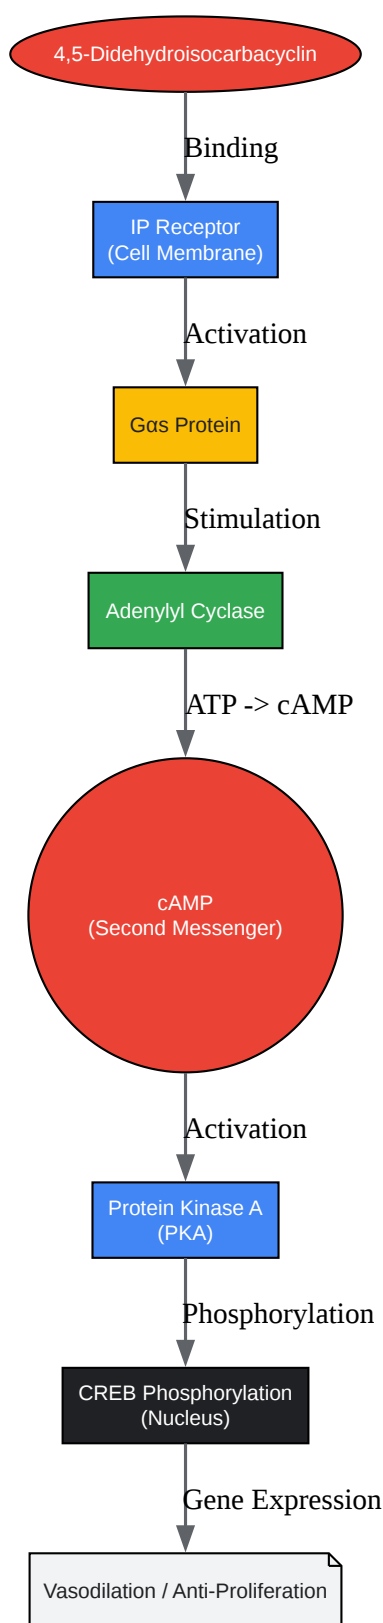 4,5-Didehydroisocarbacyclin
Binding
IP Receptor
(Cell Membrane)
Activation
Gαs Protein
Stimulation
Adenylyl Cyclase
ATP -> cAMP
cAMP
(Second Messenger)
Activation
Protein Kinase A
(PKA)
Phosphorylation
CREB Phosphorylation
(Nucleus)
Gene Expression
Vasodilation / Anti-Proliferation